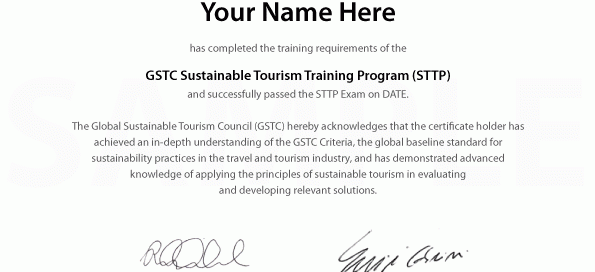 Your Name Here
has completed the training requirements of the
GSTC Sustainable Tourism Training Program (STTP)
and successfully passed the STTP Exam on DATE.
SAMPLE
The Global Sustainable Tourism Council (GSTC) hereby acknowledges that the certificate holder has
achieved an in-depth understanding of the GSTC Criteria, the global baseline standard for
sustainability practices in the travel and tourism industry, and has demonstrated advanced
knowledge of applying the principles of sustainable tourism in evaluating
and developing relevant solutions.